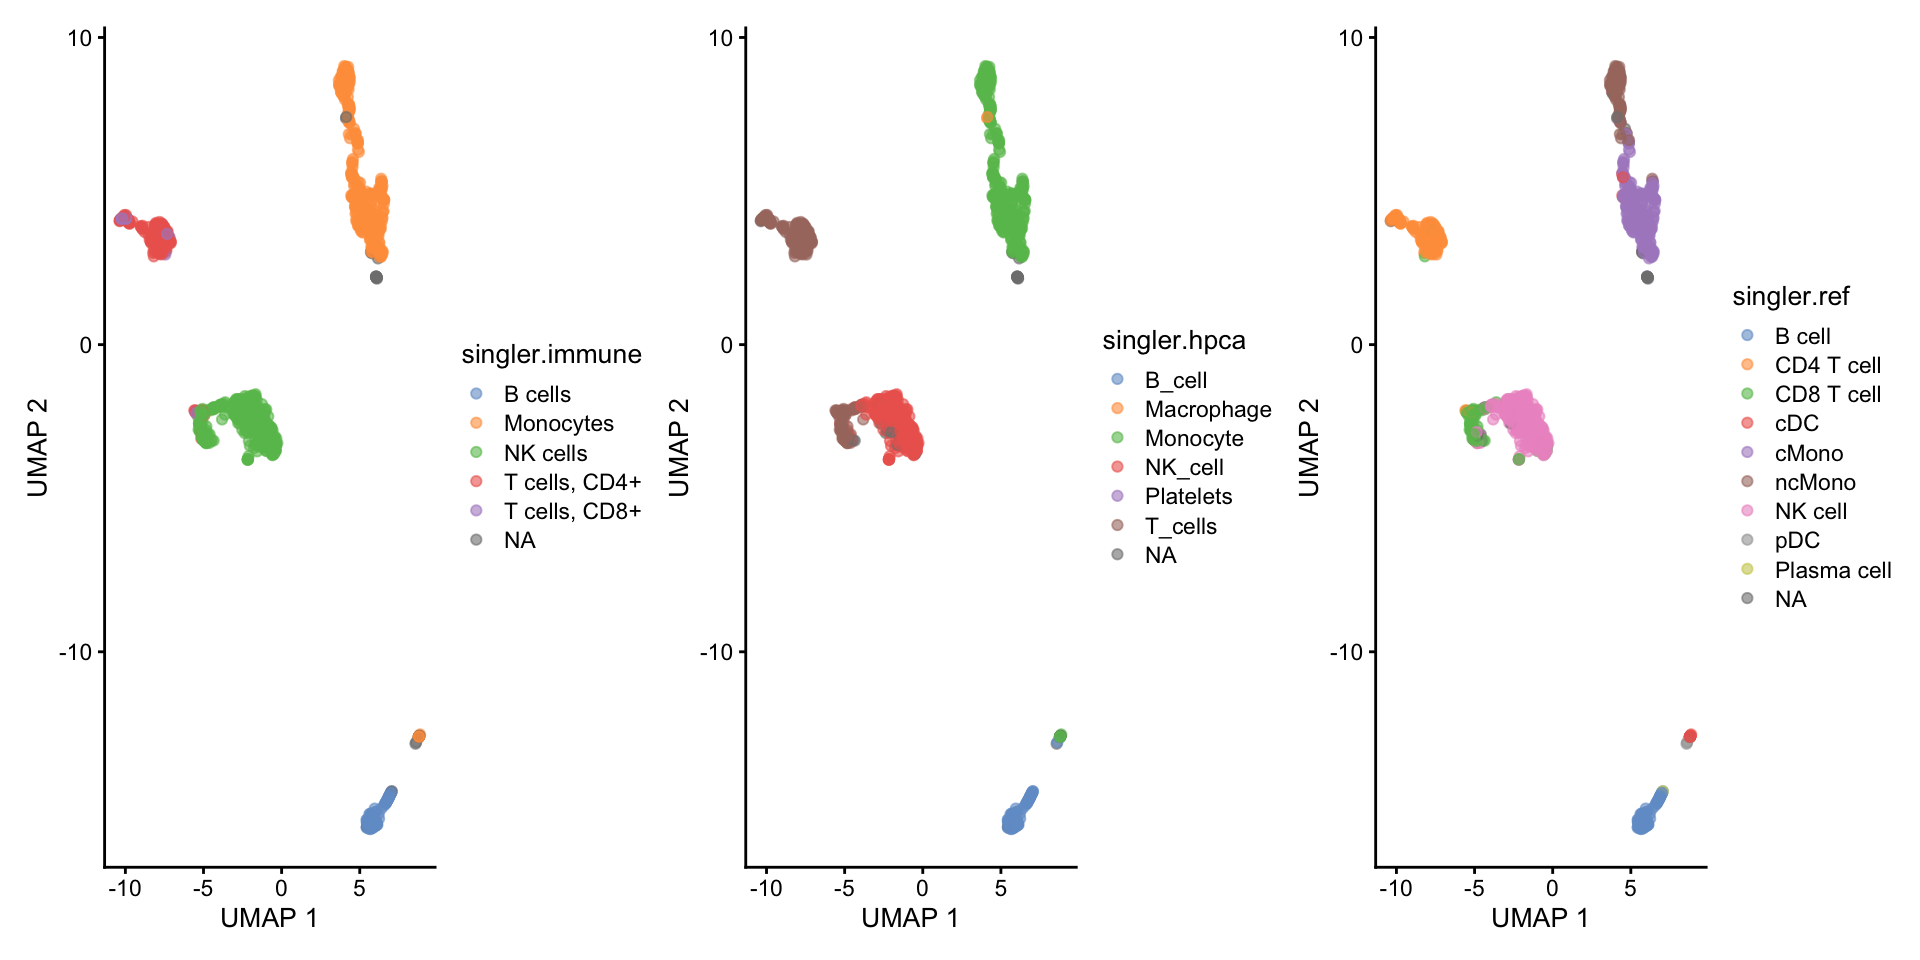 10
0
-10
UMAP 2
-10 -5 0 5
UMAP 1
singler.immune
B cells
Monocytes
NK cells
T cells, CD4+
T cells, CD8+
NA
10
0
-10
UMAP 2
-10 -5 0 5
UMAP 1
singler.hpca
B_cell
Macrophage
Monocyte
NK_cell
Platelets
T_cells
NA
10
0
-10
UMAP 2
-10 -5 0 5
UMAP 1
singler.ref
B cell
CD4 T cell
CD8 T cell
cDC
cMono
ncMono
NK cell
pDC
Plasma cell
NA